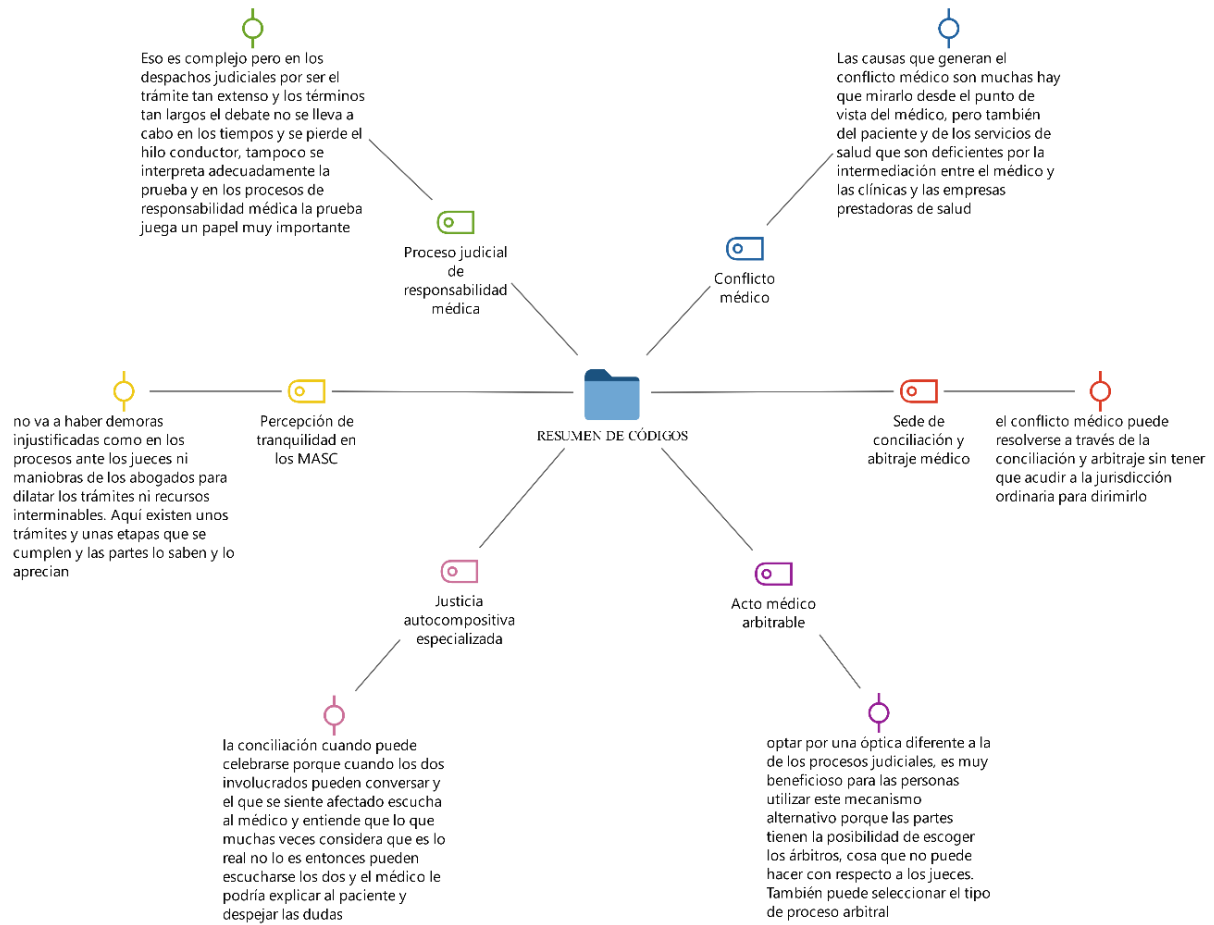 Eso es complejo pero en los
despachos judiciales por ser el
trámite tan extenso y los términos
tan largos el debate no se lleva a
cabo en los tiempos y se pierde el
hilo conductor, tampoco se
interpreta adecuadamente la
prueba y en los procesos de
responsabilidad médica la prueba
juega un papel muy importante
Las causas que generan el
conflicto médico son muchas hay
que mirarlo desde el punto de
vista del médico, pero también
del paciente y de los servicios de
salud que son deficientes por la
intermediación entre el médico y
las clínicas y las empresas
prestadoras de salud
Proceso judicial
de
responsabilidad
médica
Conflicto
médico
no va a haber demoras
injustificadas como en los
procesos ante los jueces ni
maniobras de los abogados para
dilatar los trámites ni recursos
interminables. Aquí existen unos
trámites y unas etapas que se
cumplen y las partes lo saben y lo
aprecian
Percepción de
tranquilidad en
los MASC
RESUMEN DE CÓDIGOS
Sede de
conciliación y
abitraje médico
el conflicto médico puede
resolverse a través de la
conciliación y arbitraje sin tener
que acudir a la jurisdicción
ordinaria para dirimirlo
Justicia
autocompositiva
especializada
Acto médico
arbitrable
la conciliación cuando puede
celebrarse porque cuando los dos
involucrados pueden conversar y
el que se siente afectado escucha
al médico y entiende que lo que
muchas veces considera que es lo
real no lo es entonces pueden
escucharse los dos y el médico le
podría explicar al paciente y
despejar las dudas
optar por una óptica diferente a la
de los procesos judiciales, es muy
beneficioso para las personas
utilizar este mecanismo
alternativo porque las partes
tienen la posibilidad de escoger
los árbitros, cosa que no puede
hacer con respecto a los jueces.
También puede seleccionar el tipo
de proceso arbitral